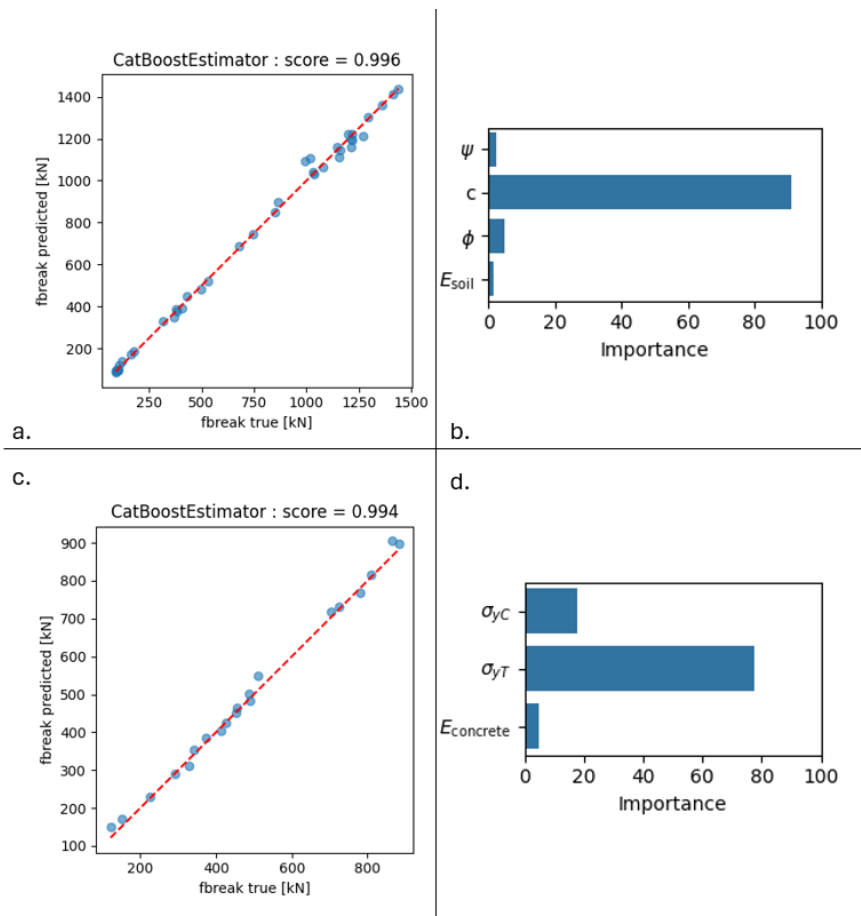 CatBoostEstimator : score = 0.996
fbreak predicted [kN]
1400
1200
1000
800
600
400
200
250 500 750 1000 1250 1500
fbreak true [kN]
a.
ψ
c
ϕ
E_soil
0 20 40 60 80 100
Importance
b.
c.
CatBoostEstimator : score = 0.994
fbreak predicted [kN]
900
800
700
600
500
400
300
200
100
200 400 600 800
fbreak true [kN]
d.
σ_yC
σ_yT
E_concrete
0 20 40 60 80 100
Importance